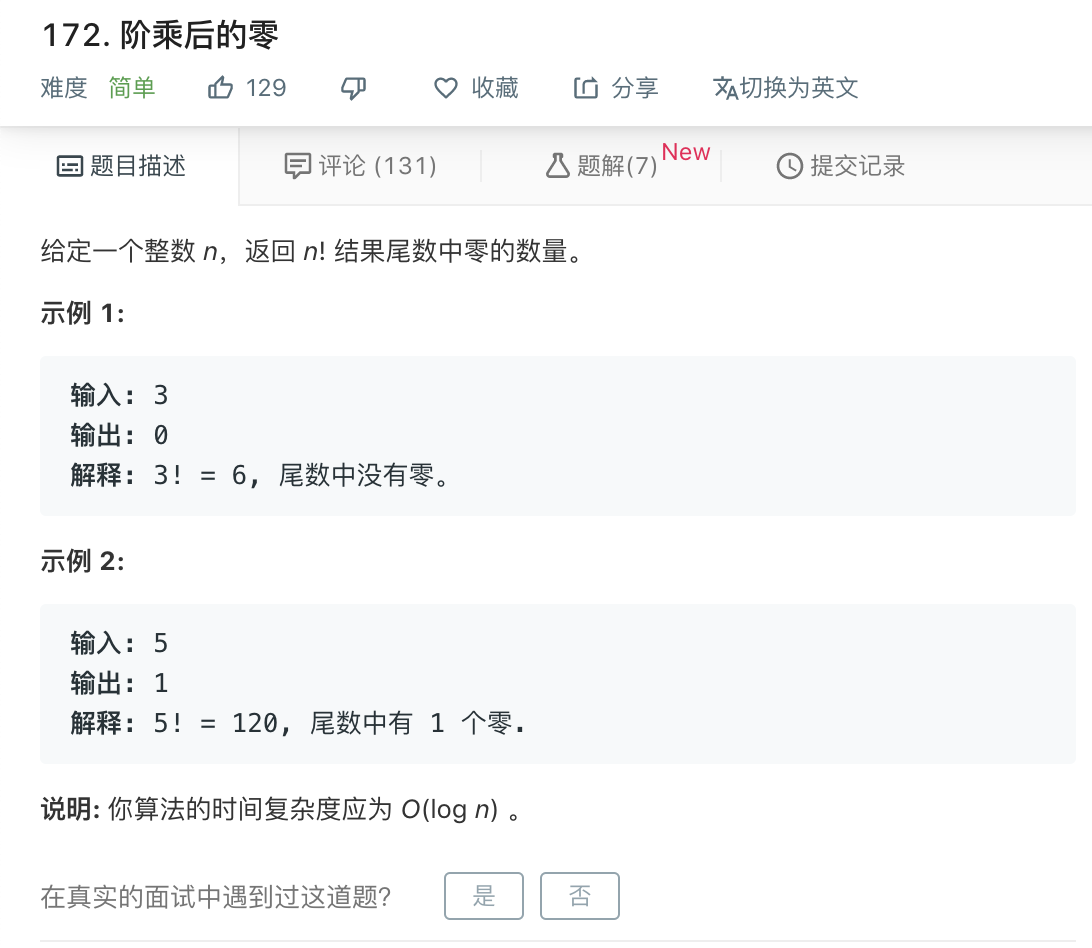 172. 阶乘后的零
难度 简单 129 收藏 分享 切换为英文
题目描述 评论 (131) 题解(7) New 提交记录
给定一个整数 n，返回 n! 结果尾数中零的数量。
示例 1:
输入: 3
输出: 0
解释: 3! = 6, 尾数中没有零。
示例 2:
输入: 5
输出: 1
解释: 5! = 120, 尾数中有 1 个零.
说明: 你算法的时间复杂度应为 O(log n) 。
在真实的面试中遇到过这道题? 是 否